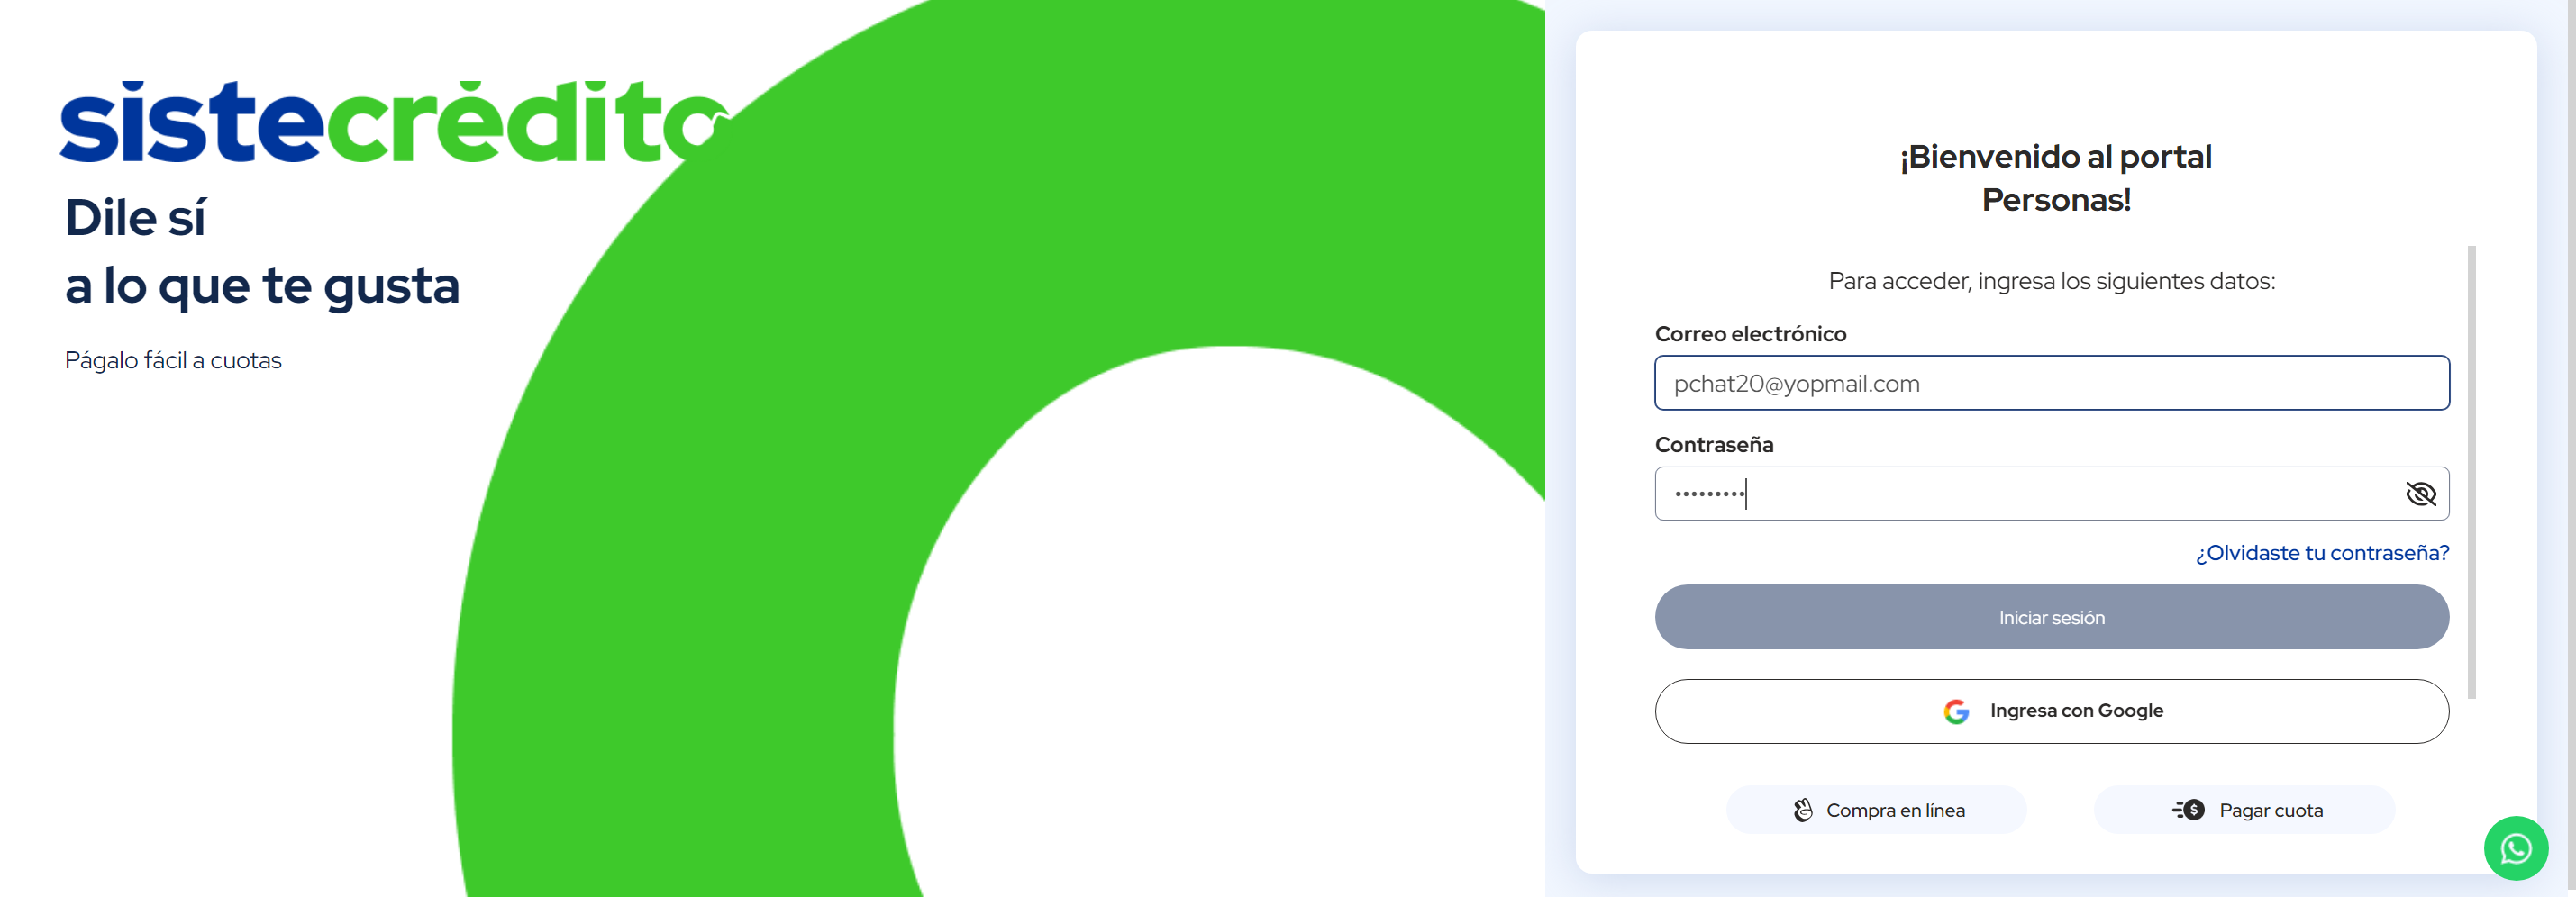 sistecrédito
Dile sí
a lo que te gusta
Págalo fácil a cuotas
¡Bienvenido al portal
Personas!
Para acceder, ingresa los siguientes datos:
Correo electrónico
pchat20@yopmail.com
Contraseña
•••••••••
¿Olvidaste tu contraseña?
Iniciar sesión
Ingresa con Google
Compra en línea
Pagar cuota